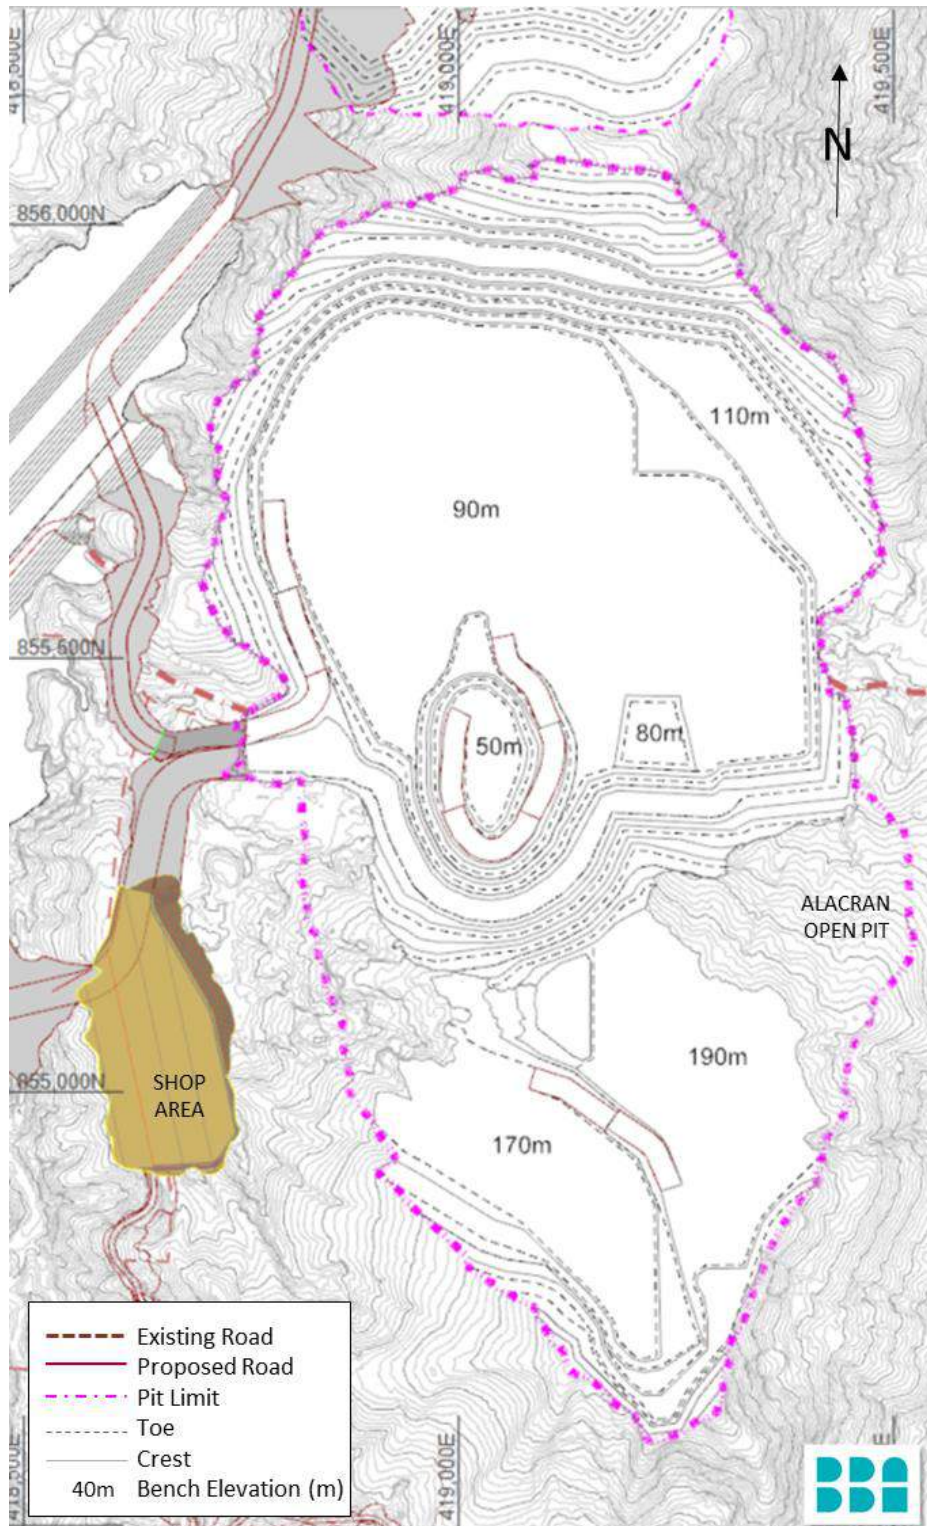 419,000E
419,500E
N
856,000N
110m
90m
855,600N
50m
80m
ALACRAN
OPEN PIT
855,000N
190m
SHOP
AREA
170m
Existing Road
Proposed Road
Pit Limit
Toe
Crest
40m Bench Elevation (m)
419,000E
BBA